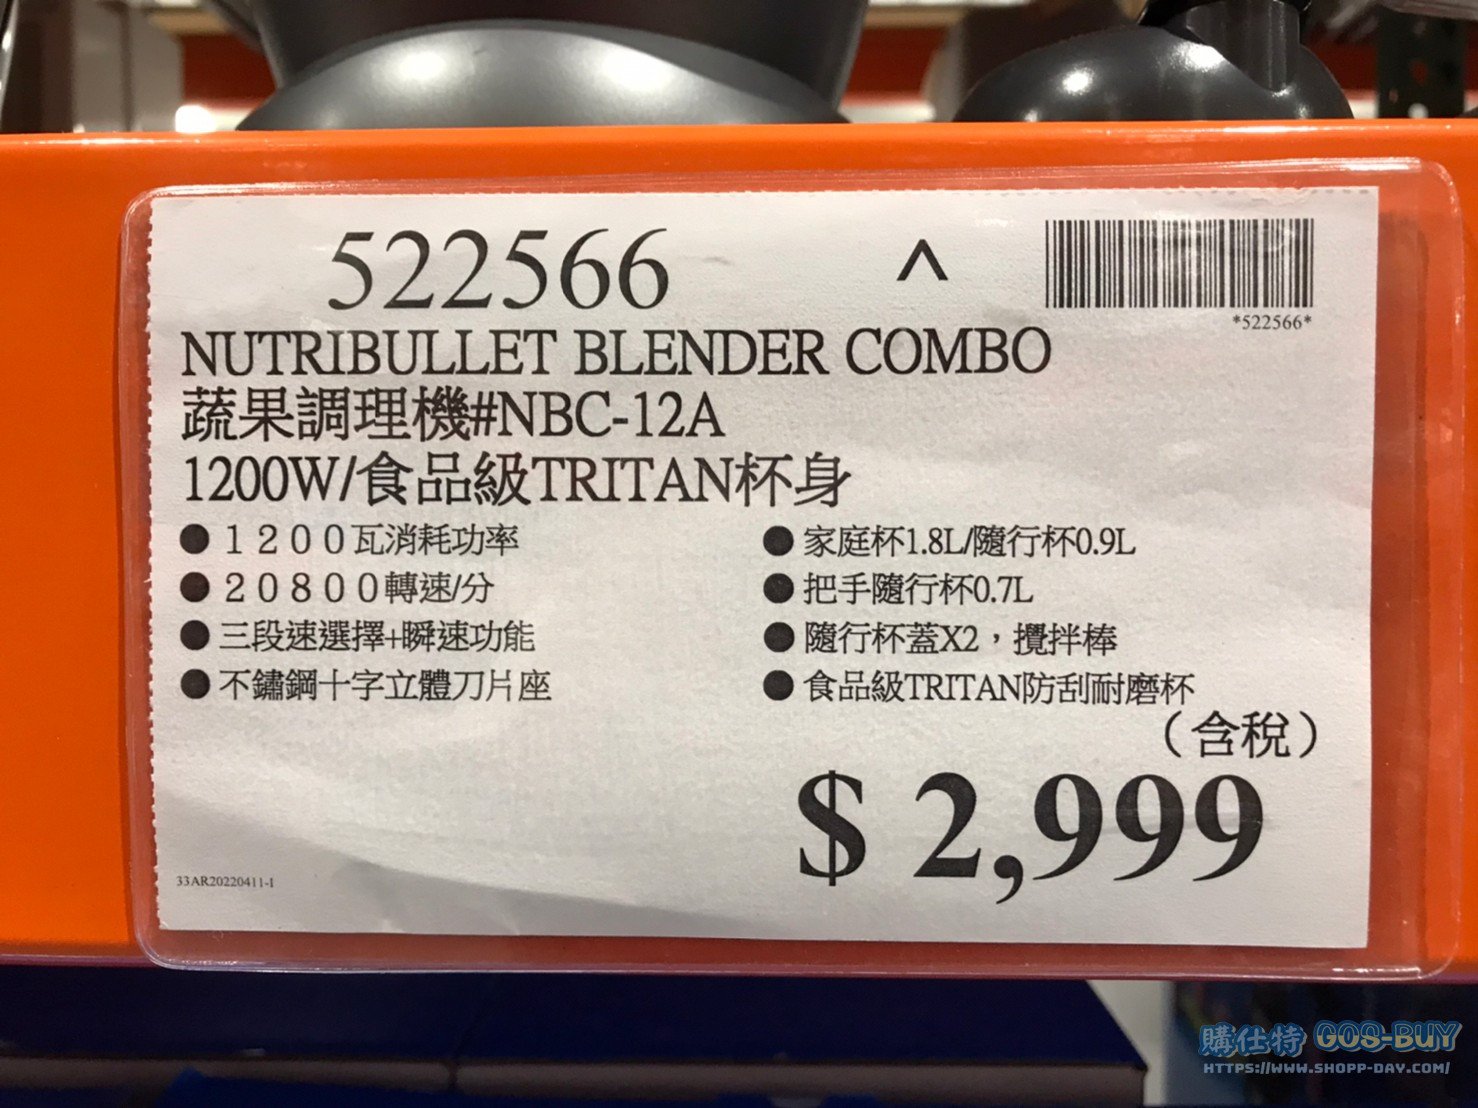 522566
^
*522566*
NUTRIBULLET BLENDER COMBO
蔬果調理機#NBC-12A
1200W/食品級TRITAN杯身
●１２００瓦消耗功率
●２０８００轉速/分
●三段速選擇+瞬速功能
●不鏽鋼十字立體刀片座
●家庭杯1.8L/隨行杯0.9L
●把手隨行杯0.7L
●隨行杯蓋X2，攪拌棒
●食品級TRITAN防刮耐磨杯
（含稅）
$ 2,999
33AR20220411-1
購仕特 GOS-BUY
HTTPS://WWW.SHOPP-DAY.COM/